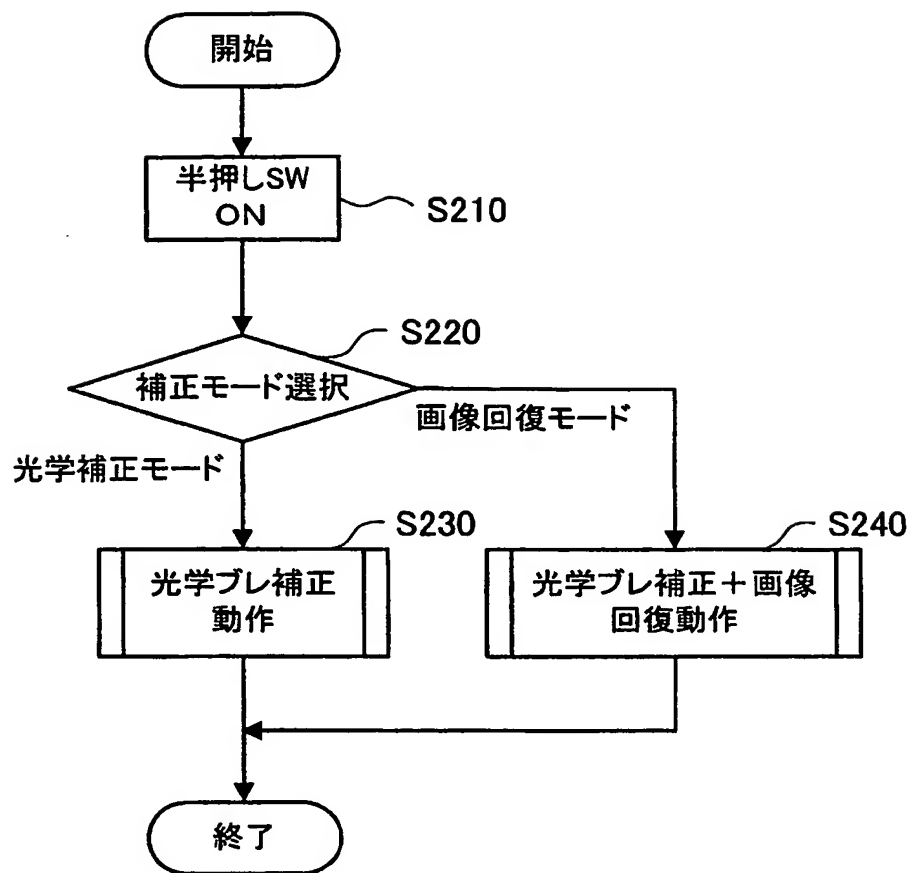 開始
半押しSW
ON
S210
S220
補正モード選択
画像回復モード
光学補正モード
S230
S240
光学ブレ補正
動作
光学ブレ補正＋画像
回復動作
終了